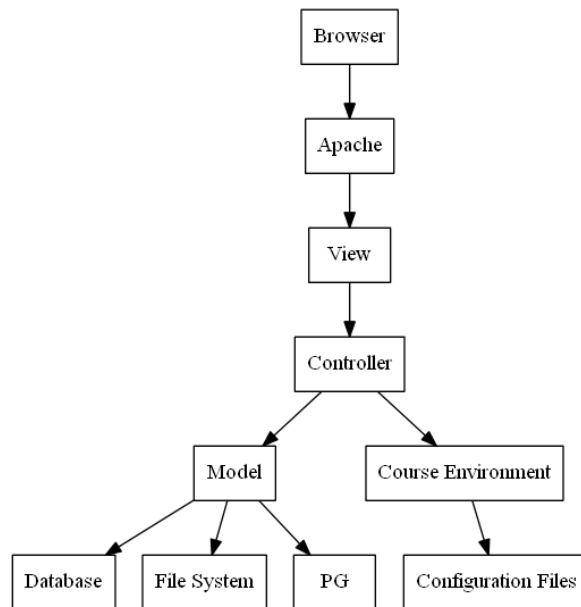 Browser
Apache
View
Controller
Model
Course Environment
Database
File System
PG
Configuration Files